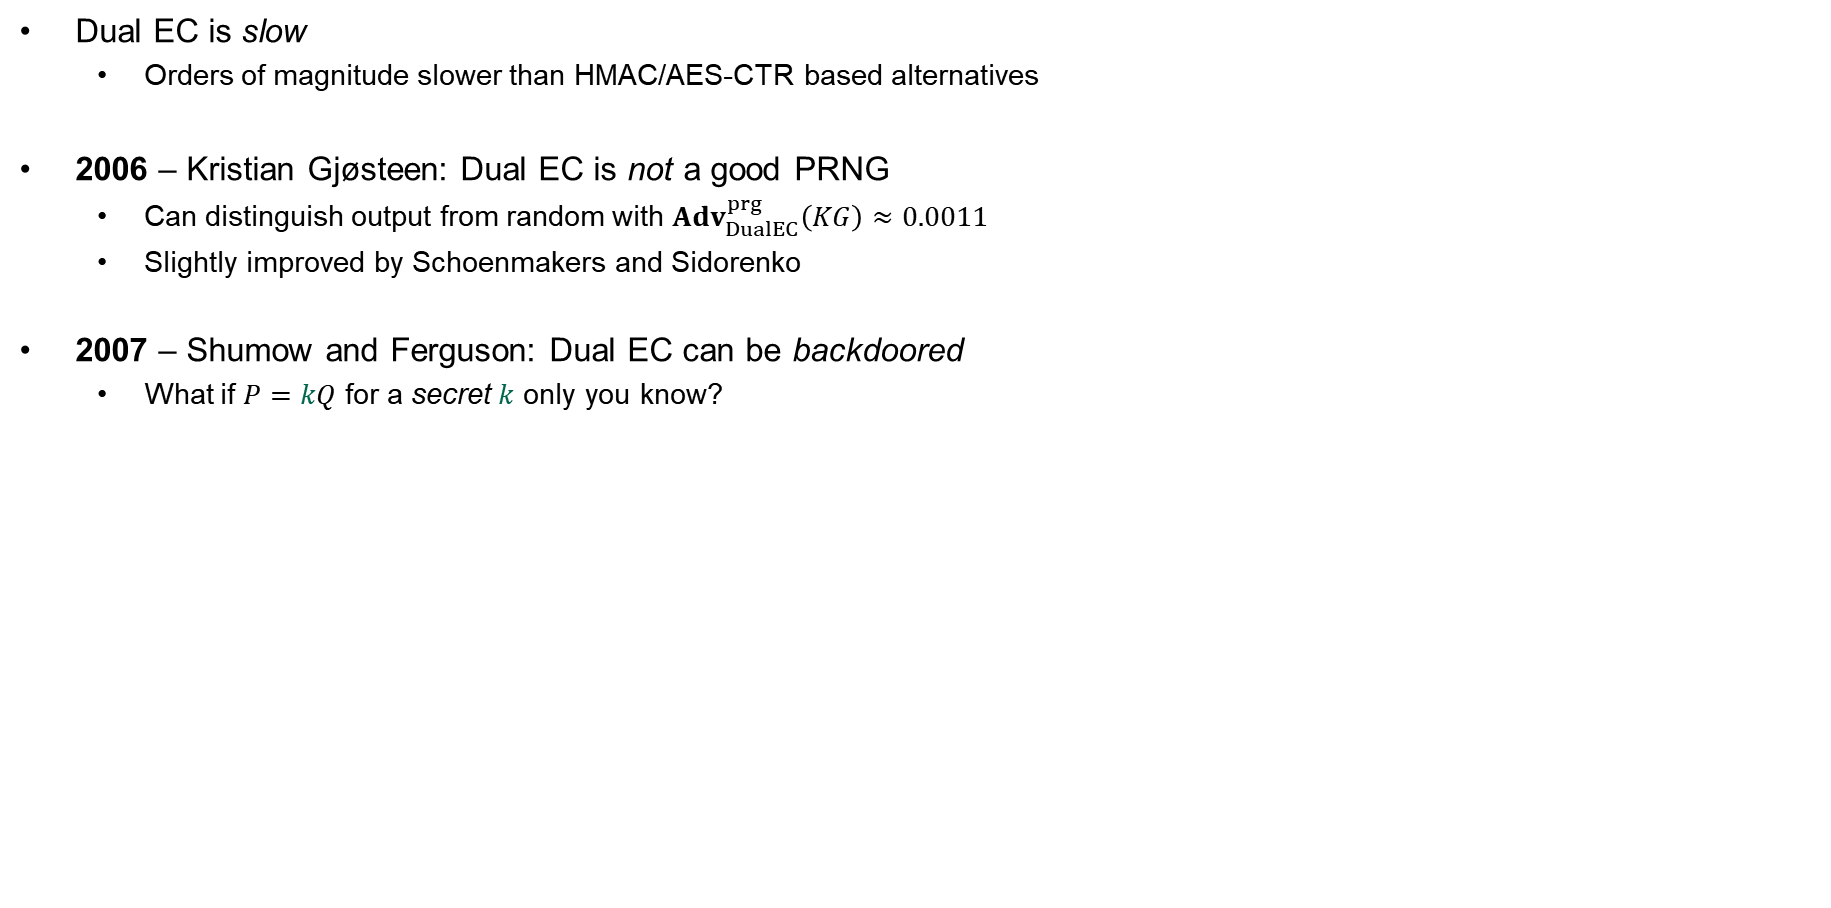 • Dual EC is slow
• Orders of magnitude slower than HMAC/AES-CTR based alternatives
• 2006 – Kristian Gjøsteen: Dual EC is not a good PRNG
• Can distinguish output from random with Adv^prg_DualEC(KG) ≈ 0.0011
• Slightly improved by Schoenmakers and Sidorenko
• 2007 – Shumow and Ferguson: Dual EC can be backdoored
• What if P = kQ for a secret k only you know?